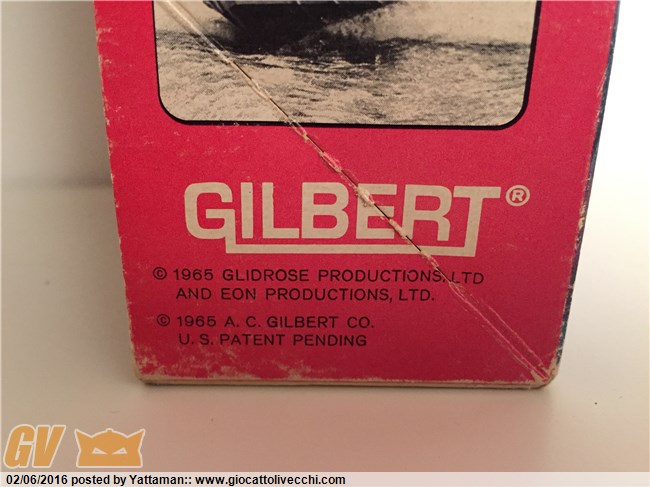 GILBERT®
© 1965 GLIDROSE PRODUCTIONS, LTD
AND EON PRODUCTIONS, LTD.
© 1965 A. C. GILBERT CO.
U. S. PATENT PENDING
GV
02/06/2016 posted by Yattaman:: www.giocattolivecchi.com